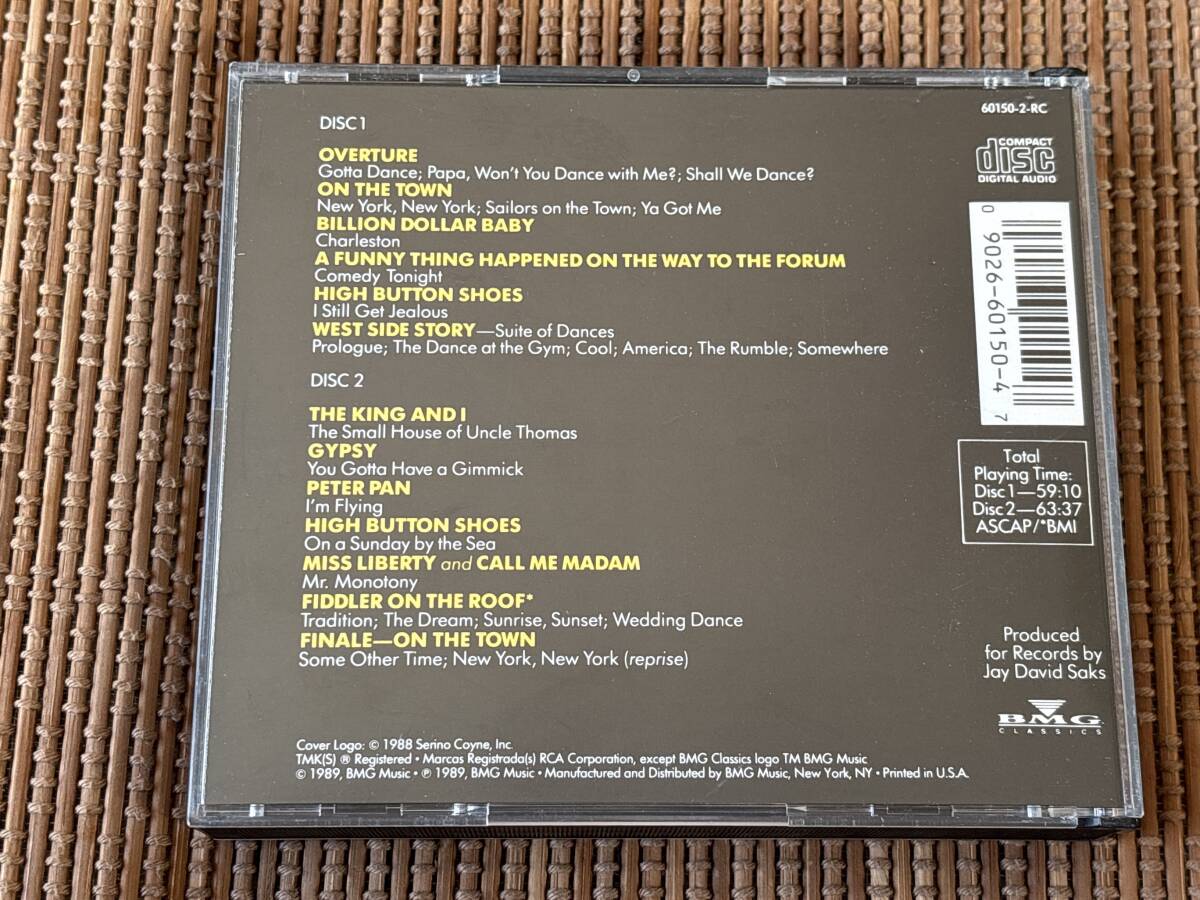 DISC 1
OVERTURE
Gotta Dance; Papa, Won't You Dance with Me?; Shall We Dance?
ON THE TOWN
New York, New York; Sailors on the Town; Ya Got Me
BILLION DOLLAR BABY
Charleston
A FUNNY THING HAPPENED ON THE WAY TO THE FORUM
Comedy Tonight
HIGH BUTTON SHOES
I Still Get Jealous
WEST SIDE STORY—Suite of Dances
Prologue; The Dance at the Gym; Cool; America; The Rumble; Somewhere
DISC 2
THE KING AND I
The Small House of Uncle Thomas
GYPSY
You Gotta Have a Gimmick
PETER PAN
I'm Flying
HIGH BUTTON SHOES
On a Sunday by the Sea
MISS LIBERTY and CALL ME MADAM
Mr. Monotony
FIDDLER ON THE ROOF*
Tradition; The Dream; Sunrise, Sunset; Wedding Dance
FINALE—ON THE TOWN
Some Other Time; New York, New York (reprise)
Cover Logo: © 1988 Serino Coyne, Inc.
TMK(S) ® Registered • Marcas Registrada(s) RCA Corporation, except BMG Classics logo TM BMG Music
© 1989, BMG Music • ℗ 1989, BMG Music • Manufactured and Distributed by BMG Music, New York, NY • Printed in U.S.A.
60150-2-RC
COMPACT
disc
DIGITAL AUDIO
0 9026-60150-4 7
Total
Playing Time:
Disc 1—59:10
Disc 2—63:37
ASCAP/*BMI
Produced
for Records by
Jay David Saks
BMG
CLASSICS